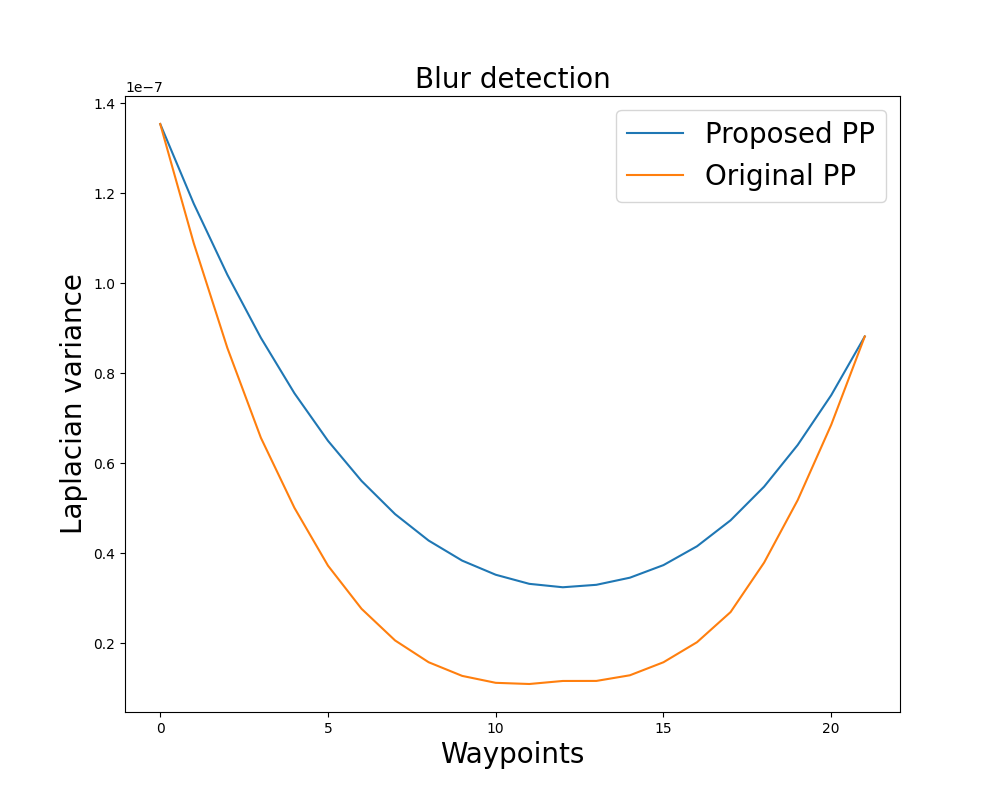 Blur detection
1e−7
1.4
1.2
1.0
0.8
0.6
0.4
0.2
Laplacian variance
Proposed PP
Original PP
0 5 10 15 20
Waypoints